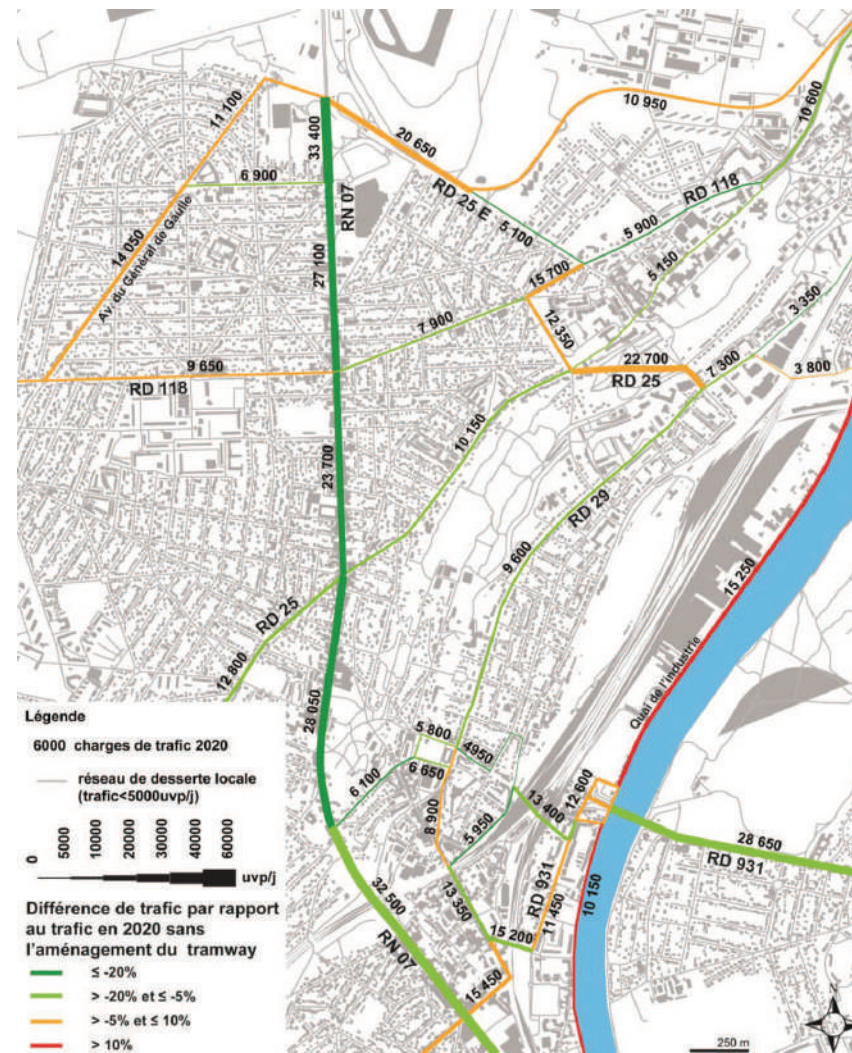 10 600
10 950
11 100
33 400
20 650
6 900
RN 07
RD 25 E
RD 118
5 100
5 900
14 050
Av. du Général de Gaulle
27 100
15 700
5 150
3 350
7 900
12 350
9 650
RD 118
22 700
RD 25
7 300
3 800
10 150
23 700
RD 29
9 600
15 250
RD 25
12 800
Quai de l'industrie
28 050
5 800
4950
6 650
6 100
8 900
5 950
13 400
12 600
28 650
RD 931
RD 931
11 450
10 150
13 350
15 200
32 500
RN 07
15 450
Légende
6000 charges de trafic 2020
réseau de desserte locale
(trafic<5000uvp/j)
0 5000 10000 20000 40000 60000
uvp/j
Différence de trafic par rapport
au trafic en 2020 sans
l'aménagement du tramway
≤ -20%
> -20% et ≤ -5%
> -5% et ≤ 10%
> 10%
N
250 m